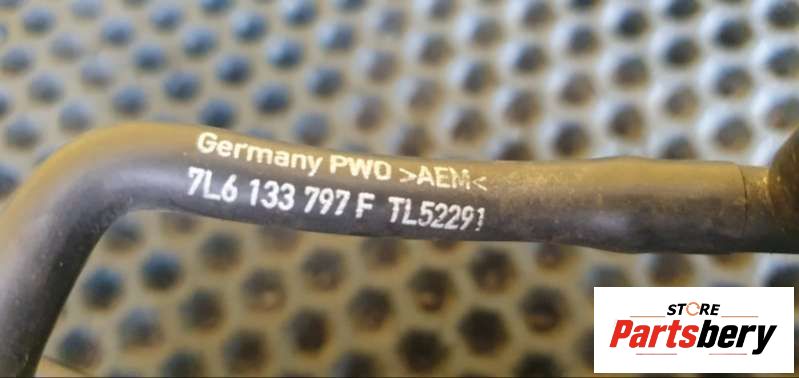 Germany PWO >AEM<
7L6 133 797 F TL52291
STORE
Partsbery